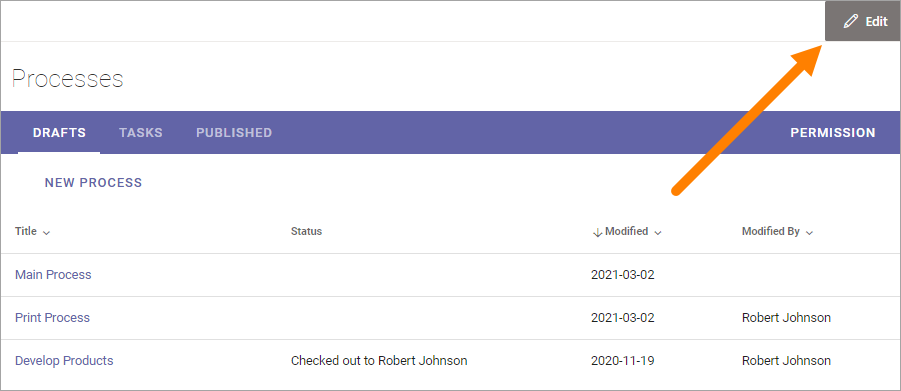 Edit
Processes
DRAFTS TASKS PUBLISHED PERMISSION
NEW PROCESS
Title Status Modified Modified By
Main Process 2021-03-02
Print Process 2021-03-02 Robert Johnson
Develop Products Checked out to Robert Johnson 2020-11-19 Robert Johnson